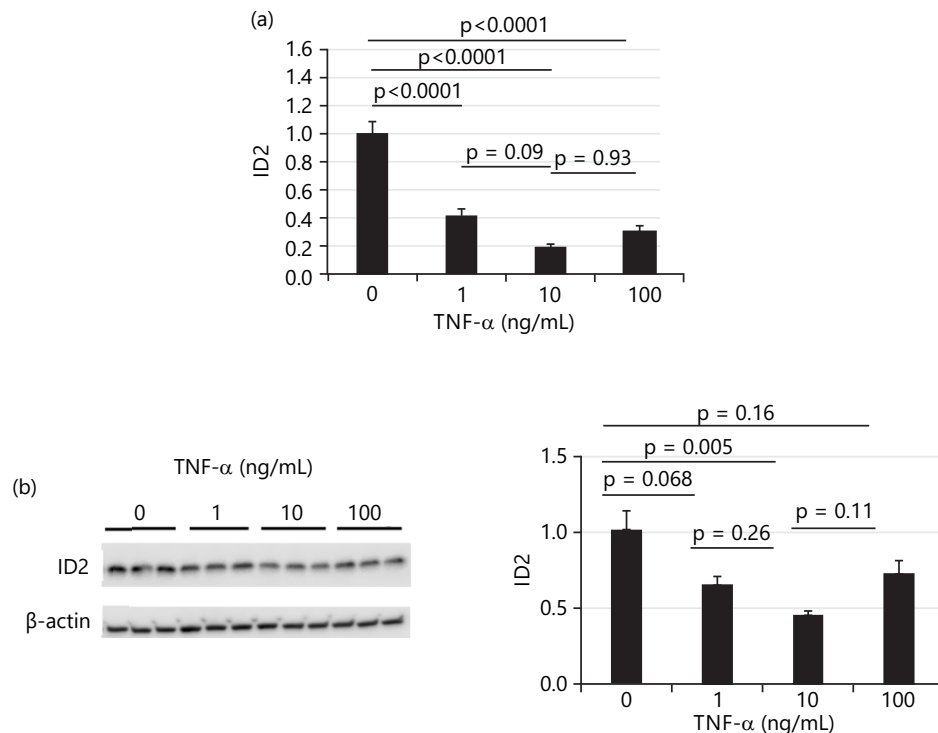 (a)
p<0.0001
p<0.0001
p<0.0001
p = 0.09
p = 0.93
ID2
1.6
1.4
1.2
1.0
0.8
0.6
0.4
0.2
0.0
0 1 10 100
TNF-α (ng/mL)
(b)
TNF-α (ng/mL)
0 1 10 100
ID2
β-actin
p = 0.16
p = 0.005
p = 0.068
p = 0.11
p = 0.26
ID2
1.5
1.0
0.5
0.0
0 1 10 100
TNF-α (ng/mL)